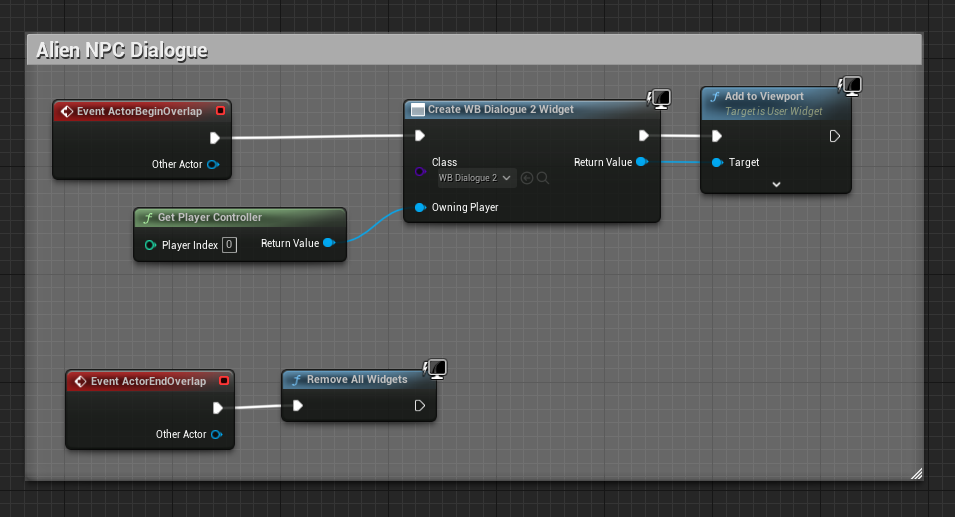 Alien NPC Dialogue
Event ActorBeginOverlap
Other Actor
Create WB Dialogue 2 Widget
Class
WB Dialogue 2
Return Value
Owning Player
f Add to Viewport
Target is User Widget
Target
f Get Player Controller
Player Index 0
Return Value
Event ActorEndOverlap
Other Actor
f Remove All Widgets